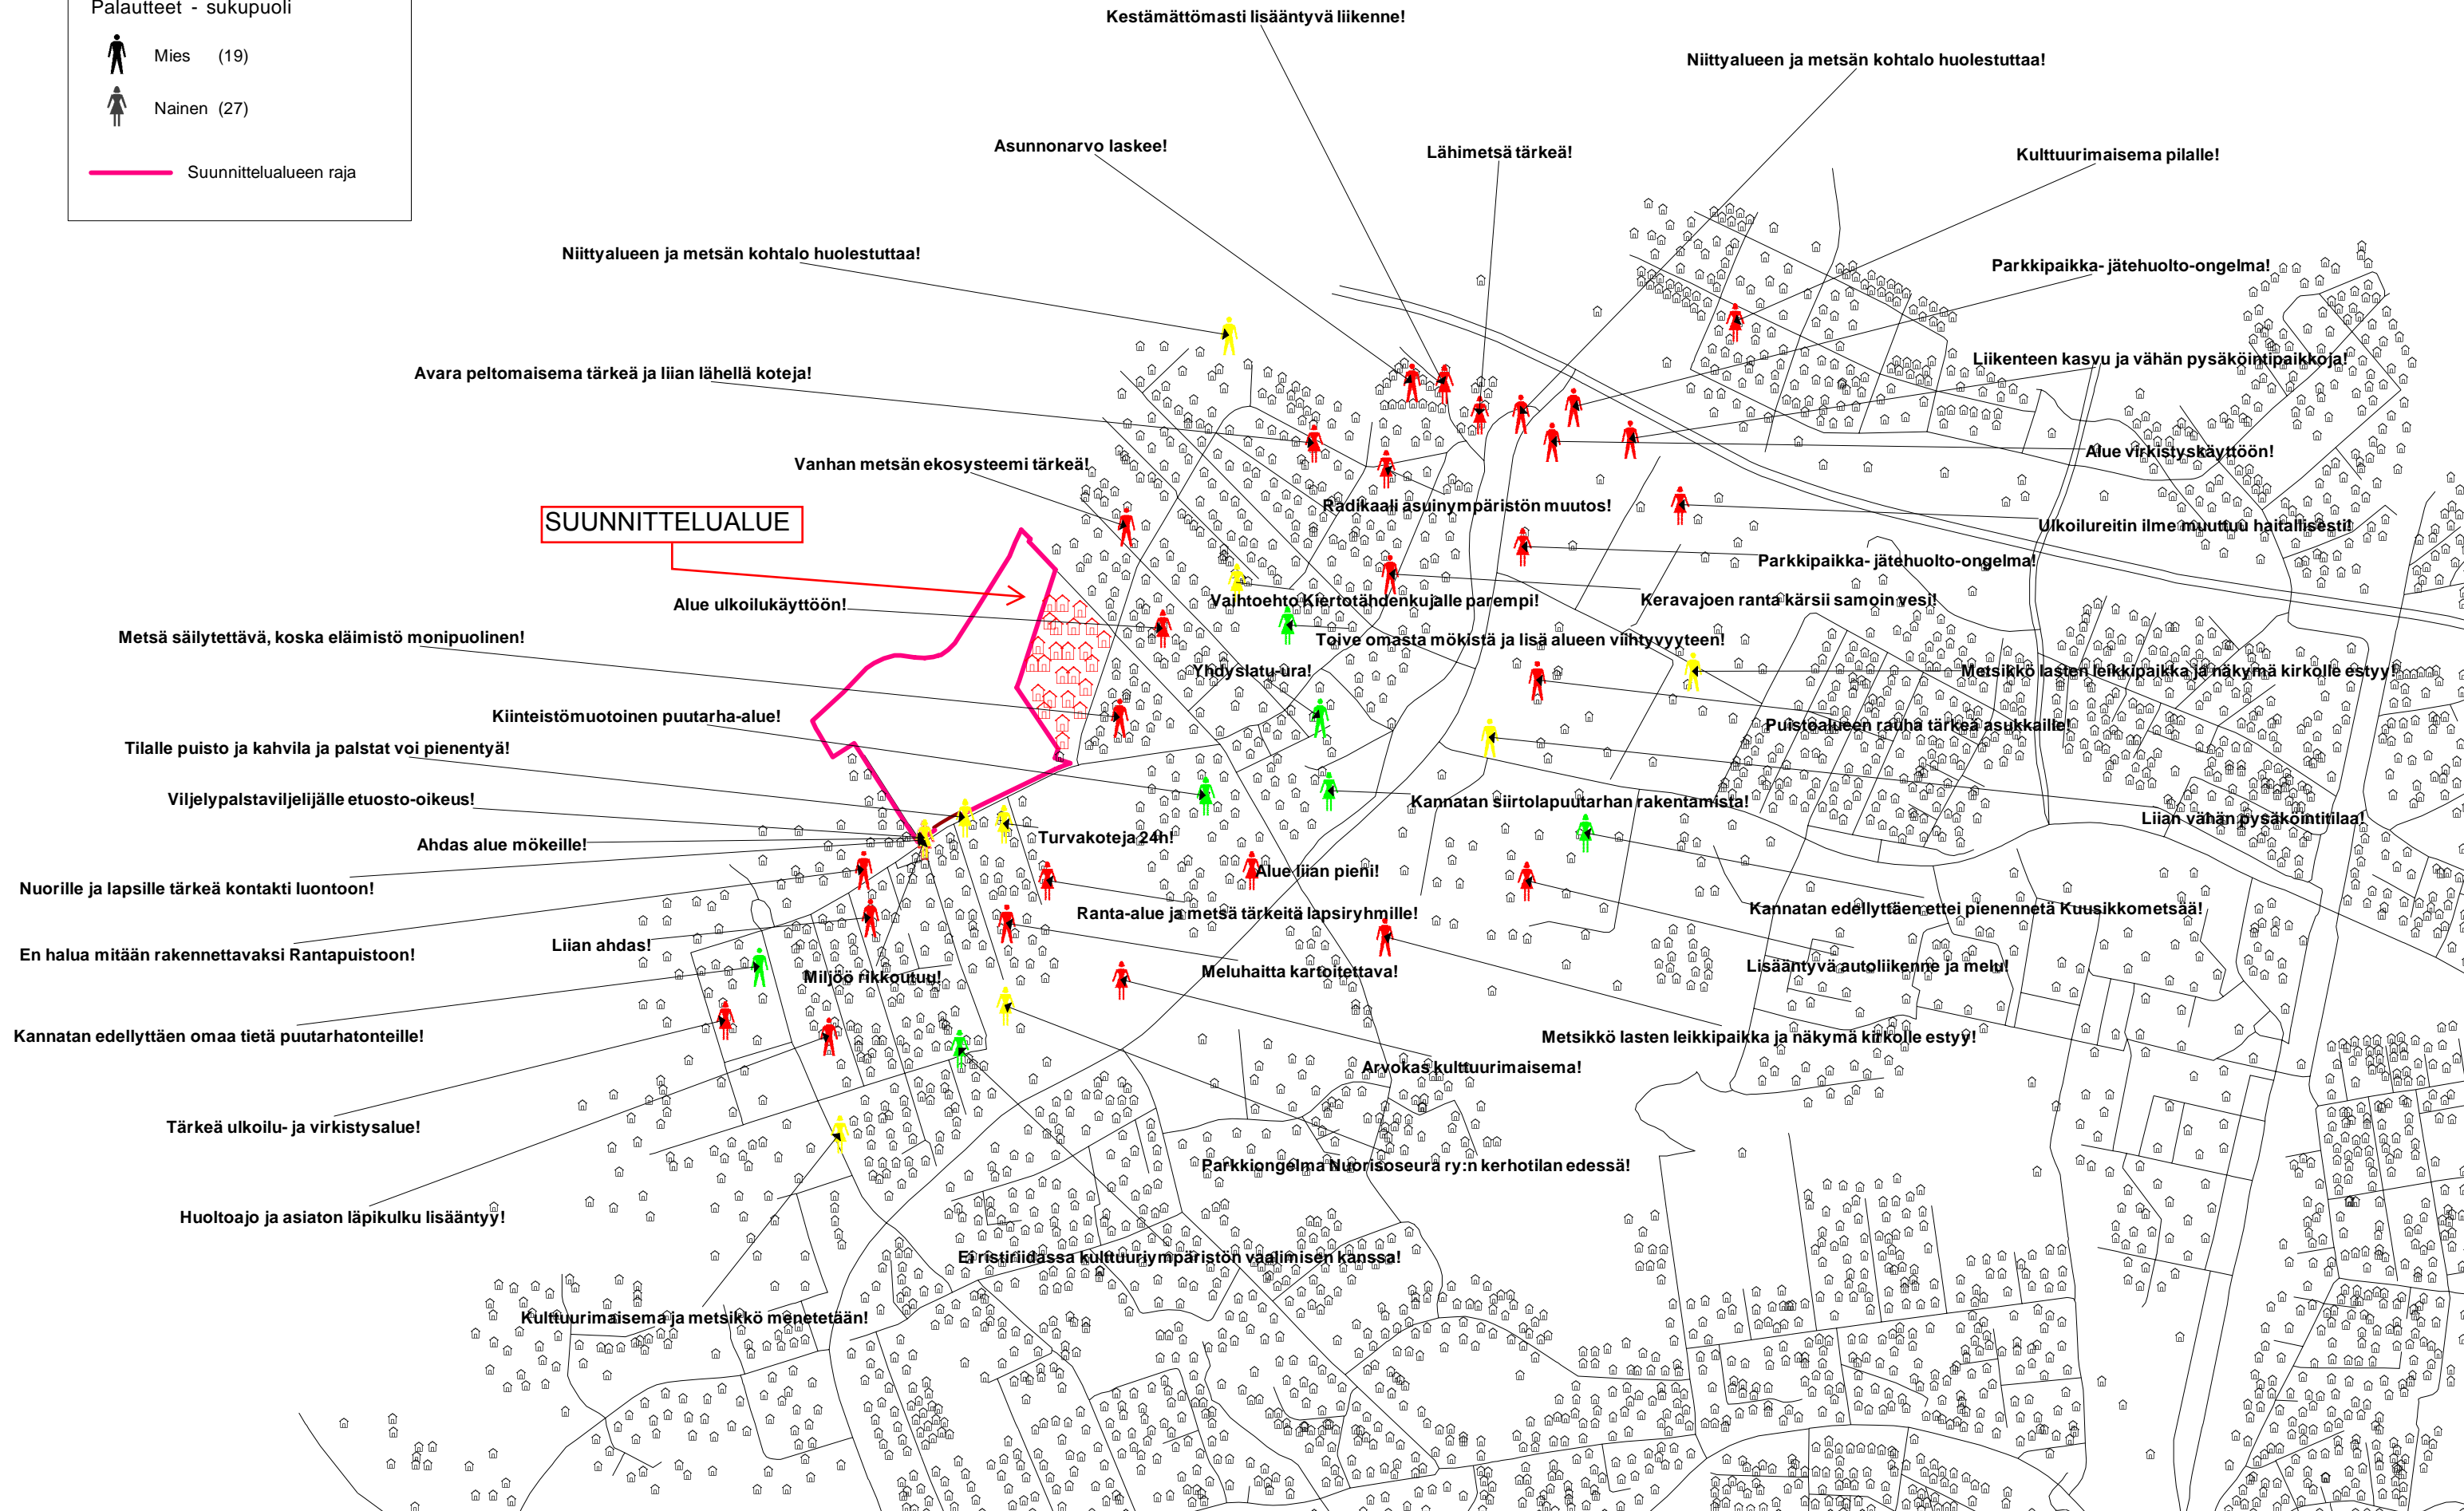 Palautteet - sukupuoli
Mies (19)
Nainen (27)
Suunnittelualueen raja
Kestämättömasti lisääntyvä liikenne!
Niittyalueen ja metsän kohtalo huolestuttaa!
Asunnonarvo laskee!
Lähimetsä tärkeä!
Kulttuurimaisema pilalle!
Niittyalueen ja metsän kohtalo huolestuttaa!
Parkkipaikka- jätehuolto-ongelma!
Avara peltomaisema tärkeä ja liian lähellä koteja!
Liikenteen kasvu ja vähän pysäköintipaikkoja!
Vanhan metsän ekosysteemi tärkeä!
Alue virkistyskäyttöön!
SUUNNITTELUALUE
Radikaali asuinympäristön muutos!
Ulkoilureitin ilme muuttuu haitallisesti!
Parkkipaikka- jätehuolto-ongelma!
Alue ulkoilukäyttöön!
Vaihtoehto Kiertotähdenkujalle parempi!
Keravajoen ranta kärsii samoin vesi!
Metsä säilytettävä, koska eläimistö monipuolinen!
Toive omasta mökistä ja lisä alueen viihtyvyyteen!
Yhdyslatu-ura!
Metsikkö lasten leikkipaikka ja näkymä kirkolle estyy!
Kiinteistömuotoinen puutarha-alue!
Puistoalueen rauha tärkeä asukkaille!
Tilalle puisto ja kahvila ja palstat voi pienentyä!
Viljelypalstaviljelijälle etuosto-oikeus!
Kannatan siirtolapuutarhan rakentamista!
Liian vähän pysäköintitilaa!
Ahdas alue mökeille!
Turvakoteja 24h!
Nuorille ja lapsille tärkeä kontakti luontoon!
Alue liian pieni!
Ranta-alue ja metsä tärkeitä lapsiryhmille!
Kannatan edellyttäen ettei pienennetä Kuusikkometsää!
En halua mitään rakennettavaksi Rantapuistoon!
Liian ahdas!
Miljöö rikkoutuu!
Meluhaitta kartoitettava!
Lisääntyvä autoliikenne ja melu!
Kannatan edellyttäen omaa tietä puutarhatonteille!
Metsikkö lasten leikkipaikka ja näkymä kirkolle estyy!
Arvokas kulttuurimaisema!
Tärkeä ulkoilu- ja virkistysalue!
Parkkiongelma Nuorisoseura ry:n kerhotilan edessä!
Huoltoajo ja asiaton läpikulku lisääntyy!
Ei ristiriidassa kulttuuriympäristön vaalimisen kanssa!
Kulttuurimaisema ja metsikkö menetetään!